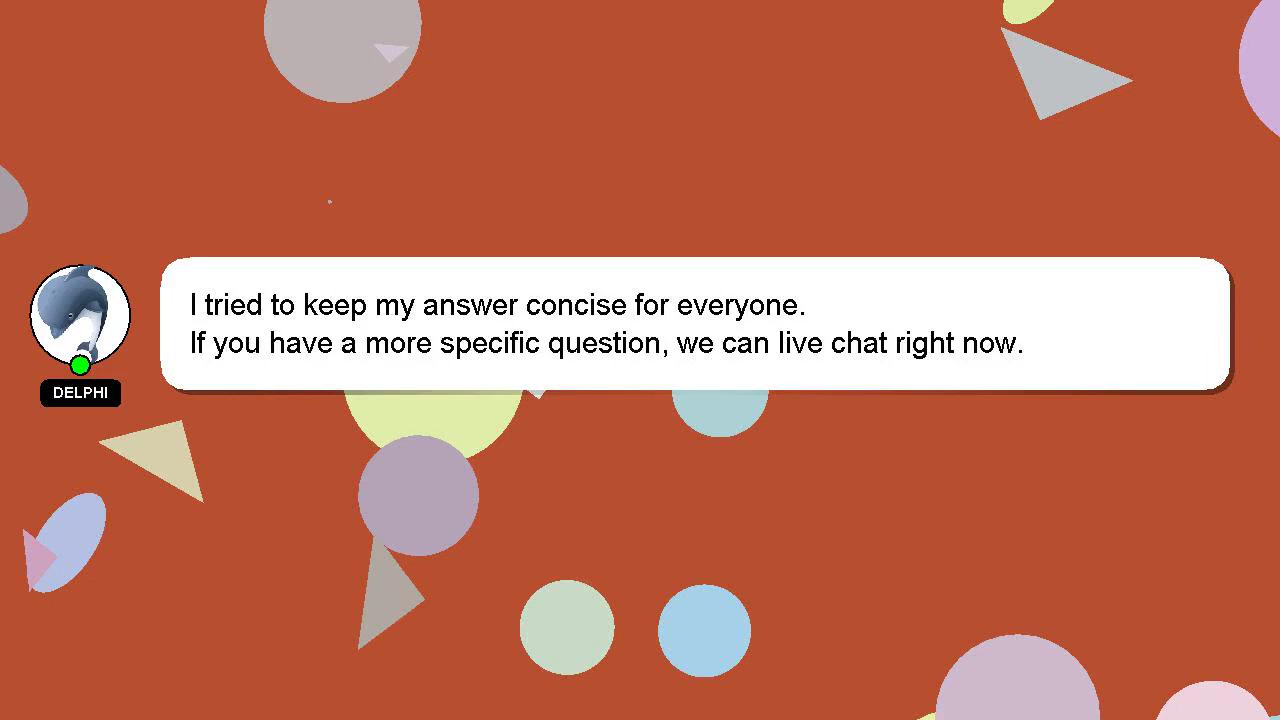 I tried to keep my answer concise for everyone.
If you have a more specific question, we can live chat right now.
DELPHI